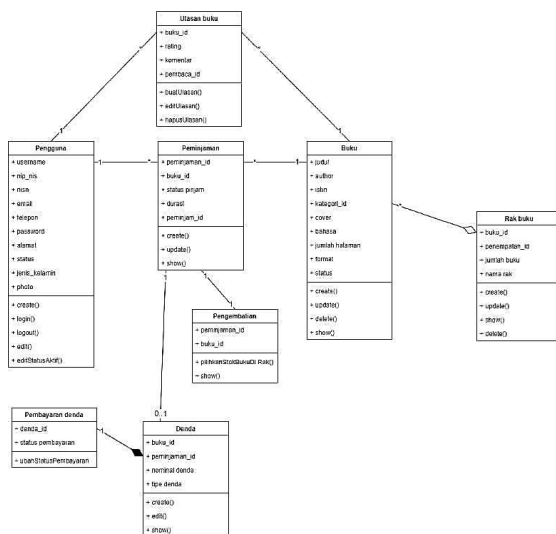 Ulasan buku
+ buku_id
+ rating
+ komentar
+ pembaca_id
+ buatUlasan()
+ editUlasan()
+ hapusUlasan()
*
*
1
1
Pengguna
+ username
+ nip_nis
+ nisn
+ email
+ telepon
+ password
+ alamat
+ status
+ jenis_kelamin
+ photo
+ create()
+ login()
+ logout()
+ edit()
+ editStatusAktif()
1
*
Peminjaman
+ peminjaman_id
+ buku_id
+ status pinjam
+ durasi
+ peminjam_id
+ create()
+ update()
+ show()
*
1
Buku
+ judul
+ author
+ isbn
+ kategori_id
+ cover
+ bahasa
+ jumlah halaman
+ format
+ status
+ create()
+ update()
+ delete()
+ show()
*
Rak buku
+ buku_id
+ penempatan_id
+ jumlah buku
+ nama rak
+ create()
+ update()
+ show()
+ delete()
1
1
1
Pengembalian
+ peminjaman_id
+ buku_id
+ show()
0..1
Pembayaran denda
+ denda_id
+ status pembayaran
+ ubahStatusPembayaran
1
Denda
+ buku_id
+ peminjaman_id
+ nominal denda
+ tipe denda
+ create()
+ edit()
+ show()